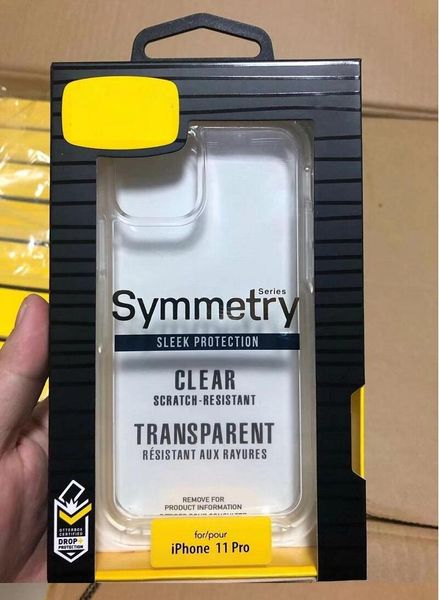 Series
Symmetry
SLEEK PROTECTION
CLEAR
SCRATCH-RESISTANT
TRANSPARENT
RÉSISTANT AUX RAYURES
REMOVE FOR
PRODUCT INFORMATION
OTTERBOX
CERTIFIED
DROP+
PROTECTION
for/pour
iPhone 11 Pro